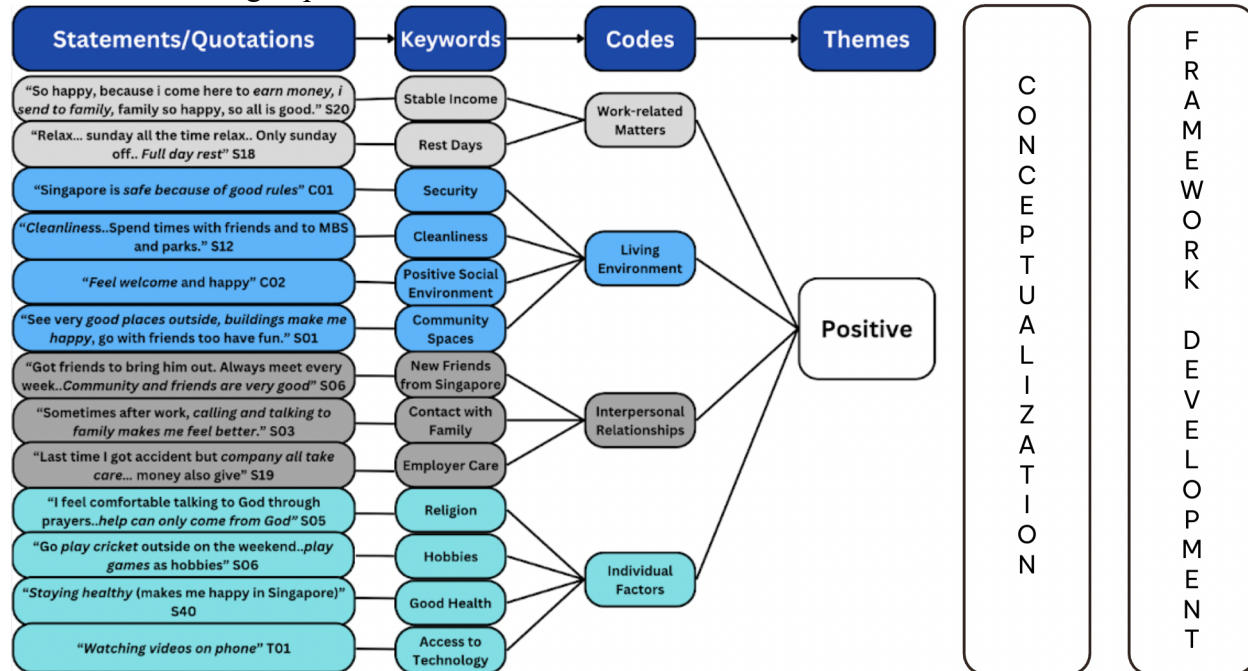 Statements/Quotations
Keywords
Codes
Themes
“So happy, because i come here to earn money, i
send to family, family so happy, so all is good.” S20
Stable Income
“Relax... sunday all the time relax.. Only sunday
off.. Full day rest” S18
Rest Days
Work-related
Matters
“Singapore is safe because of good rules” C01
Security
“Cleanliness..Spend times with friends and to MBS
and parks.” S12
Cleanliness
“Feel welcome and happy” C02
Positive Social
Environment
“See very good places outside, buildings make me
happy, go with friends too have fun.” S01
Community
Spaces
Living
Environment
“Got friends to bring him out. Always meet every
week..Community and friends are very good” S06
New Friends
from Singapore
“Sometimes after work, calling and talking to
family makes me feel better.” S03
Contact with
Family
“Last time I got accident but company all take
care... money also give” S19
Employer Care
Interpersonal
Relationships
“I feel comfortable talking to God through
prayers..help can only come from God” S05
Religion
“Go play cricket outside on the weekend..play
games as hobbies” S06
Hobbies
“Staying healthy (makes me happy in Singapore)”
S40
Good Health
“Watching videos on phone” T01
Access to
Technology
Individual
Factors
Positive
CONCEPTUALIZATION
FRAMEWORK DEVELOPMENT